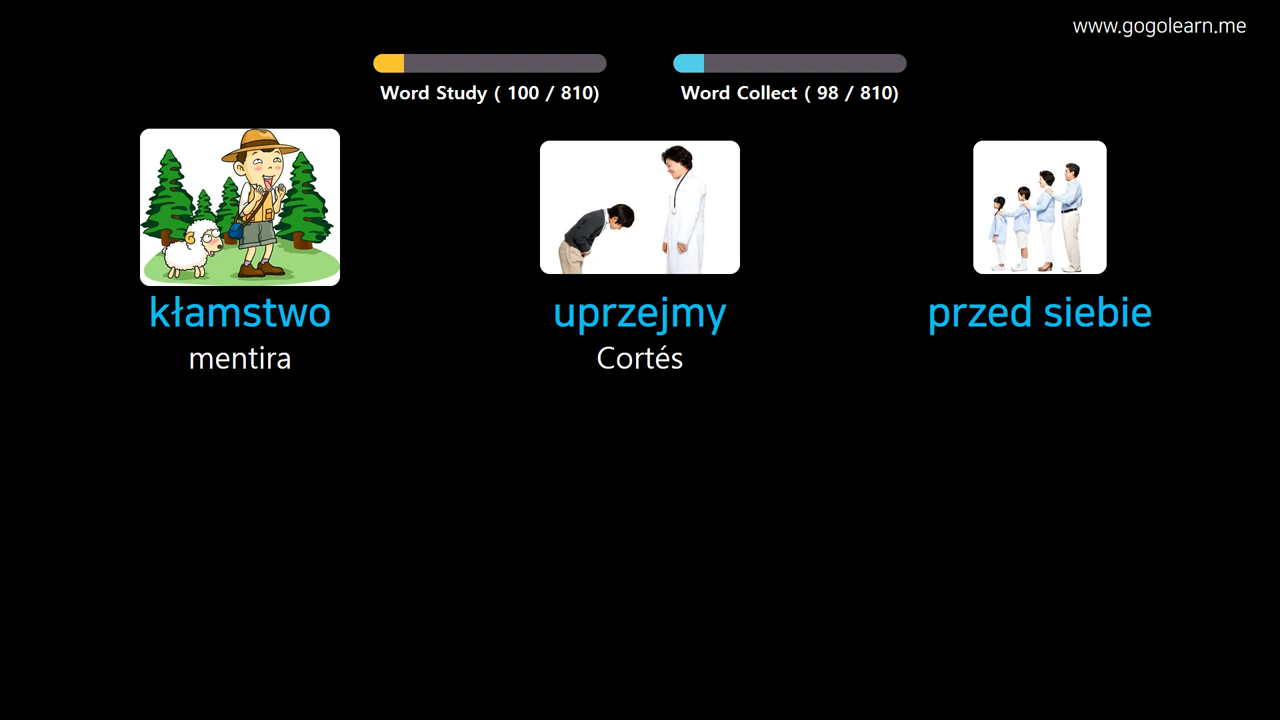 www.gogolearn.me
Word Study ( 100 / 810)
Word Collect ( 98 / 810)
kłamstwo
uprzejmy
przed siebie
mentira
Cortés